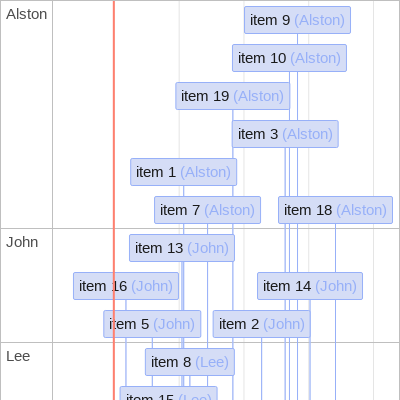 Alston
item 9 (Alston)
item 10 (Alston)
item 19 (Alston)
item 3 (Alston)
item 1 (Alston)
item 7 (Alston)
item 18 (Alston)
John
item 13 (John)
item 16 (John)
item 14 (John)
item 5 (John)
item 2 (John)
Lee
item 8 (Lee)
item 15 (Lee)